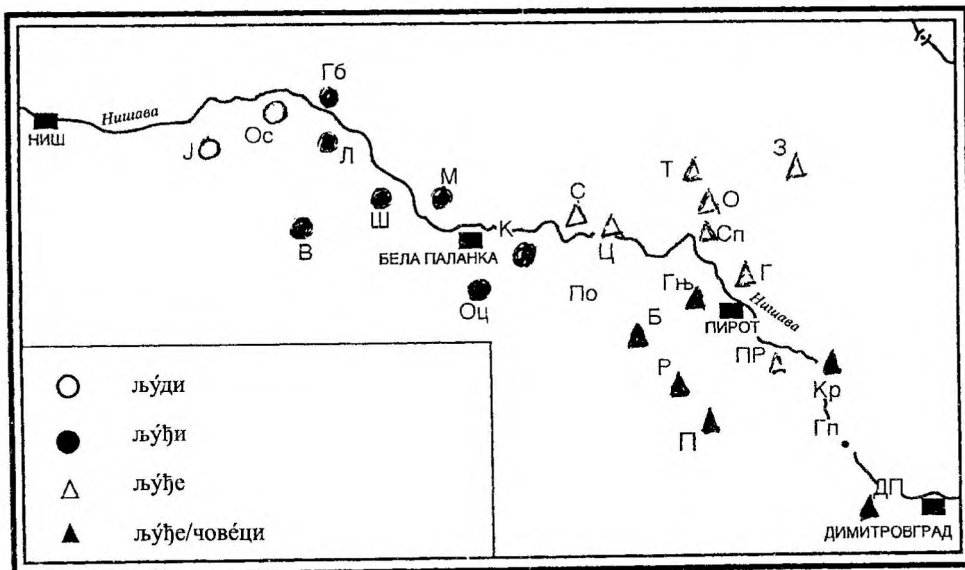 Гб
Нишава
НИШ
Ос
Ј
Л
З
Т
М
С
О
Ш
К
Сп
В
Ц
БЕЛА ПАЛАНКА
Г
Гњ
По
Оц
Нишава
Б
ПИРОТ
ПР
Р
Кр
Гп
П
ДП
ДИМИТРОВГРАД
љу́ди
љу́ђи
љу́ђе
љу́ђе/чове́ци